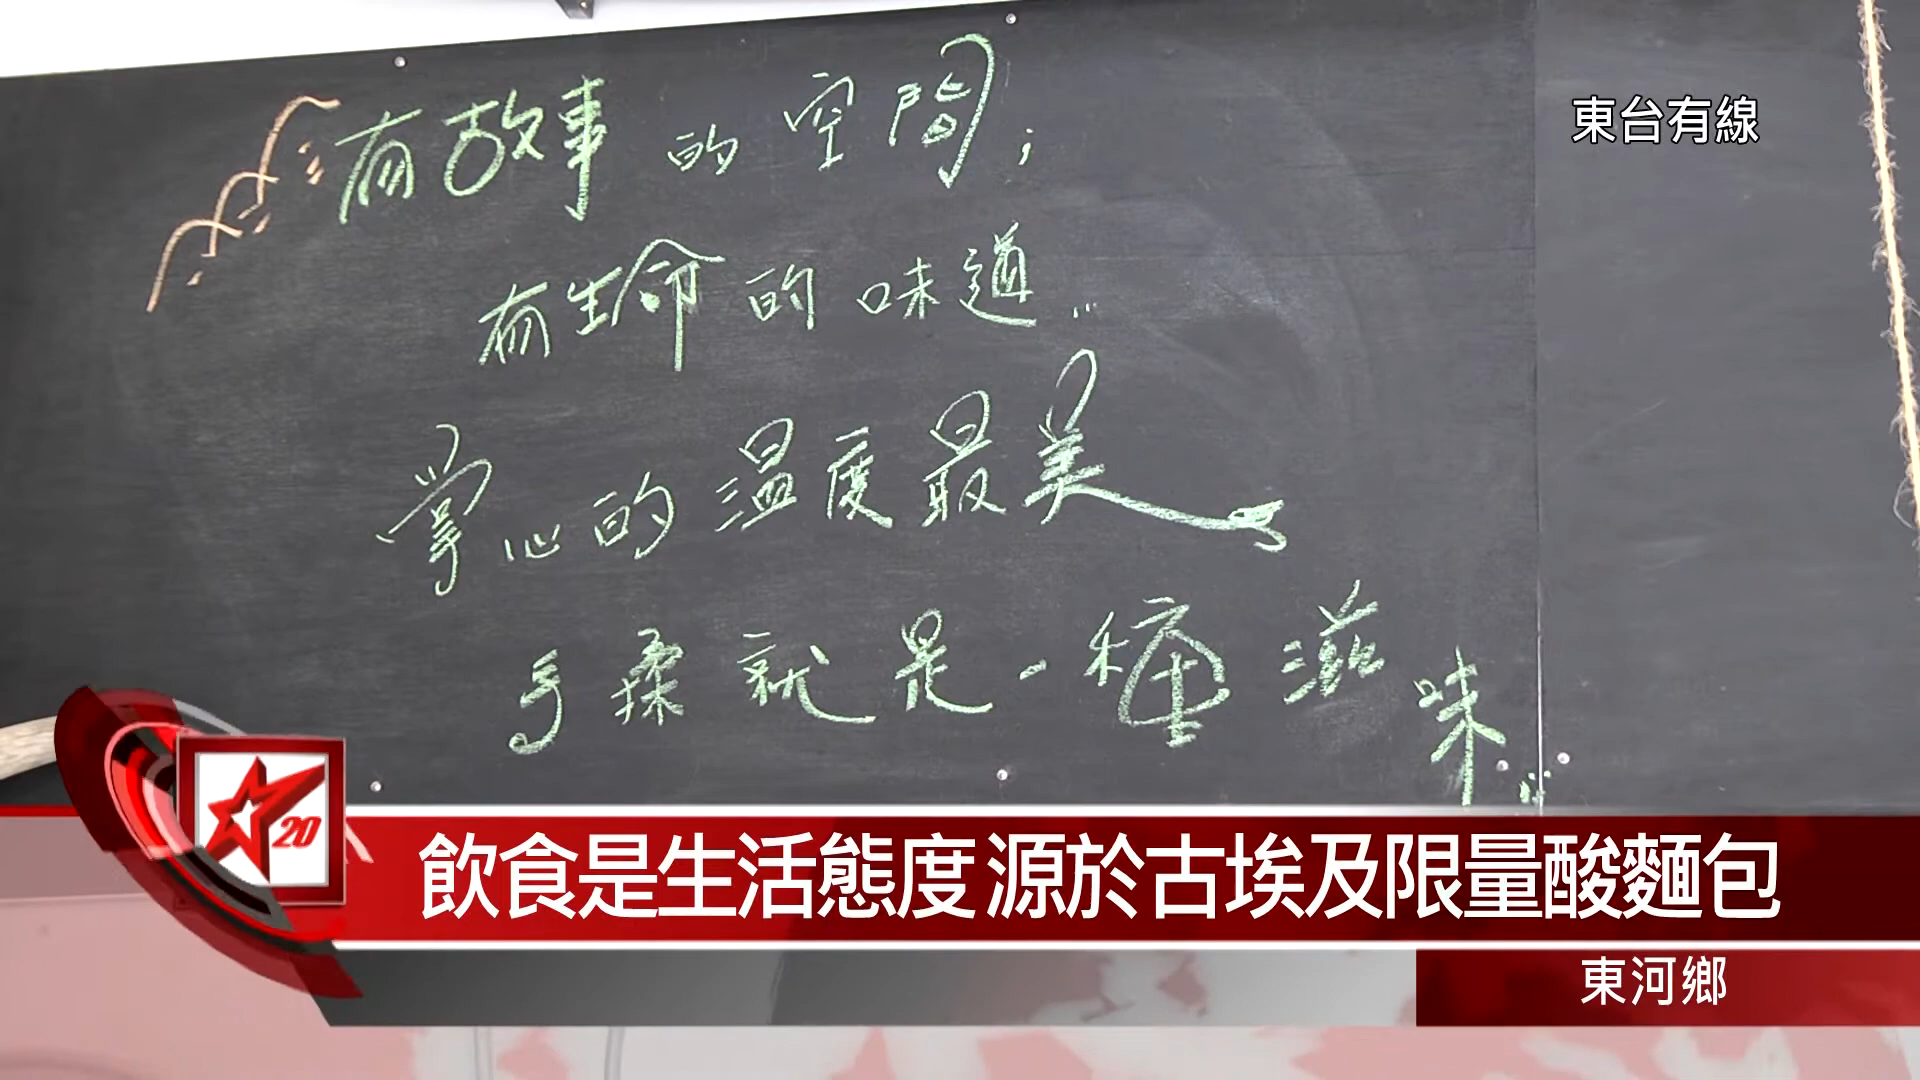 東台有線
有故事的空間；
有生命的味道…
掌心的溫度最美
手揉就是一種滋味…
20
飲食是生活態度 源於古埃及限量酸麵包
東河鄉